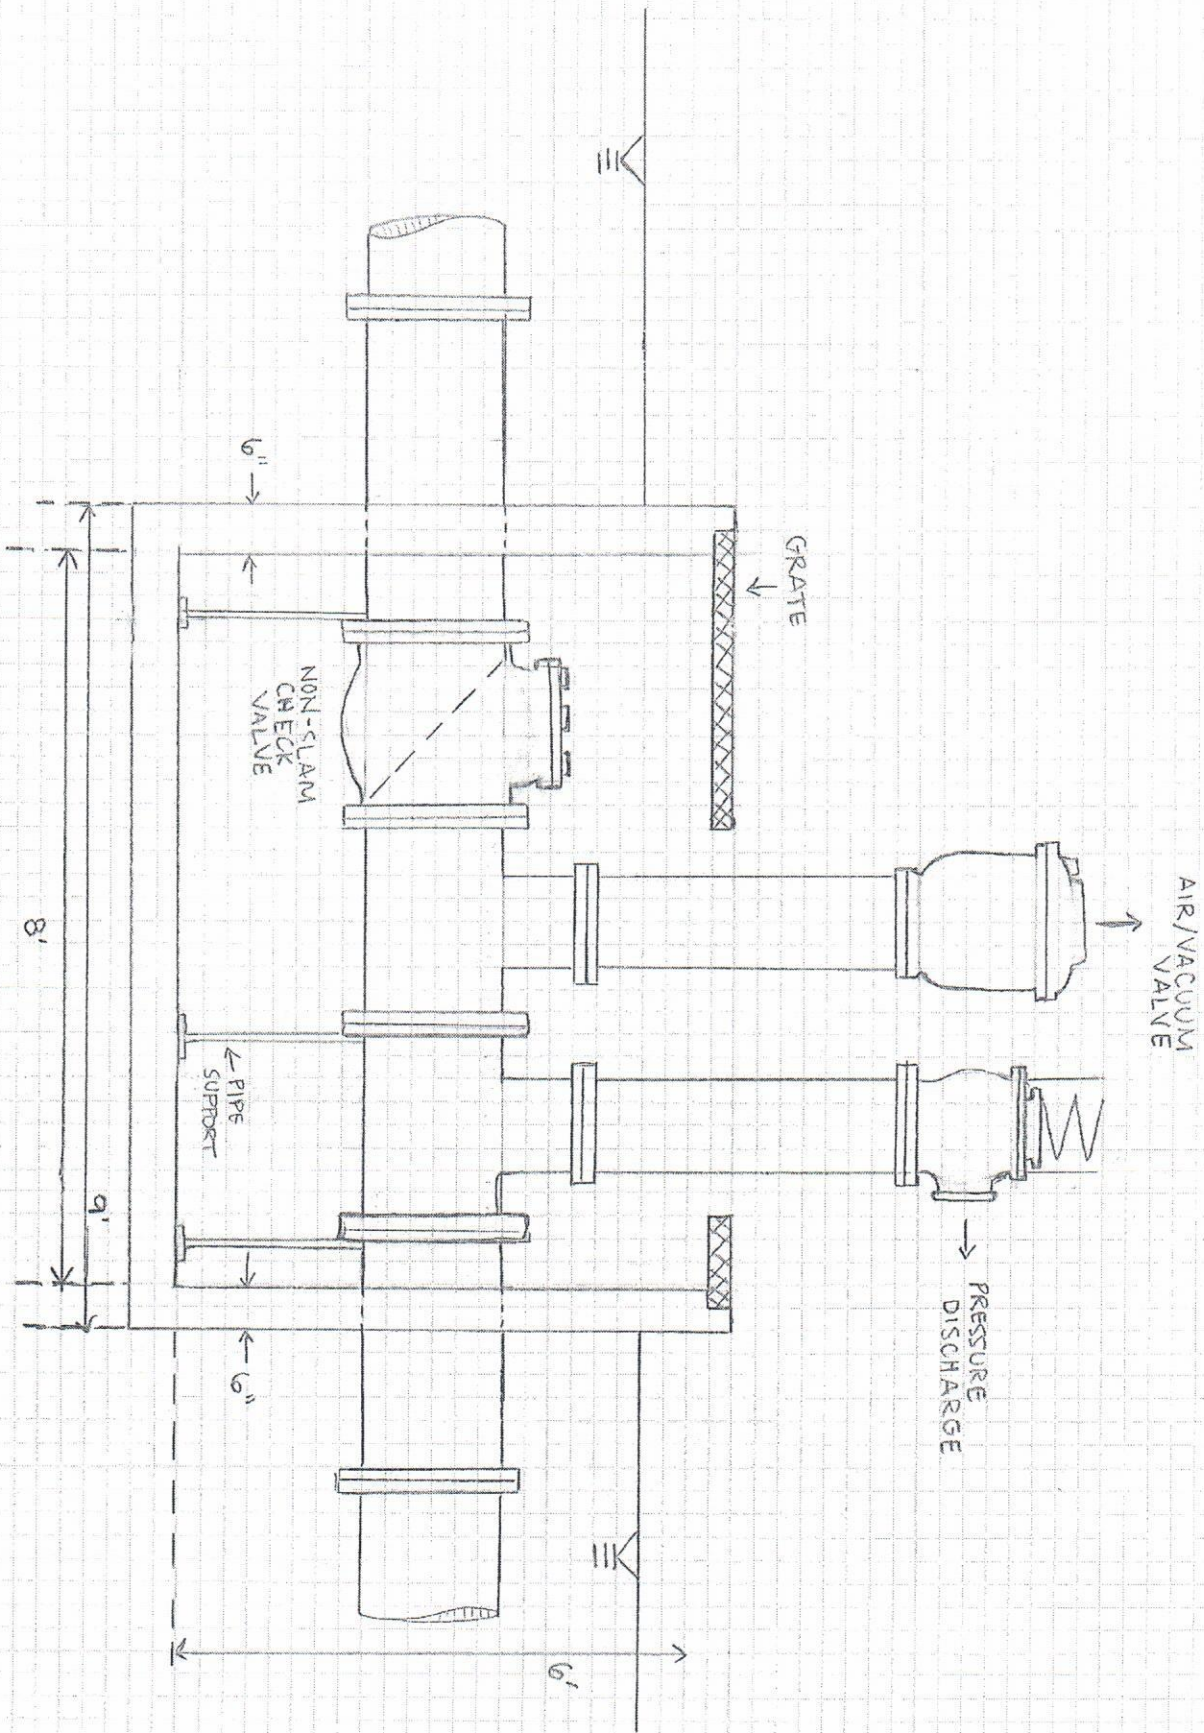 AIR/VACUUM
VALVE
PRESSURE
DISCHARGE
GRATE
NON-SLAM
CHECK
VALVE
PIPE
SUPPORT
6"
6"
6'
8'
9'